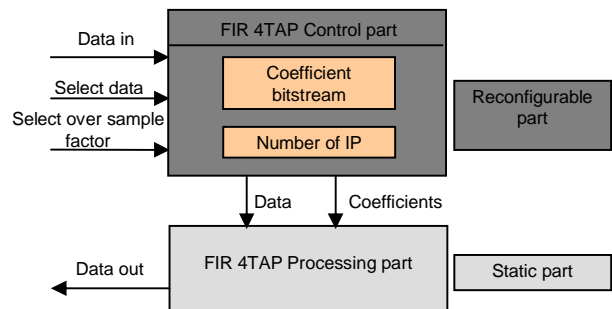 FIR 4TAP Control part
Data in
Coefficient
bitstream
Select data
Reconfigurable
part
Select over sample
factor
Number of IP
Data
Coefficients
FIR 4TAP Processing part
Data out
Static part